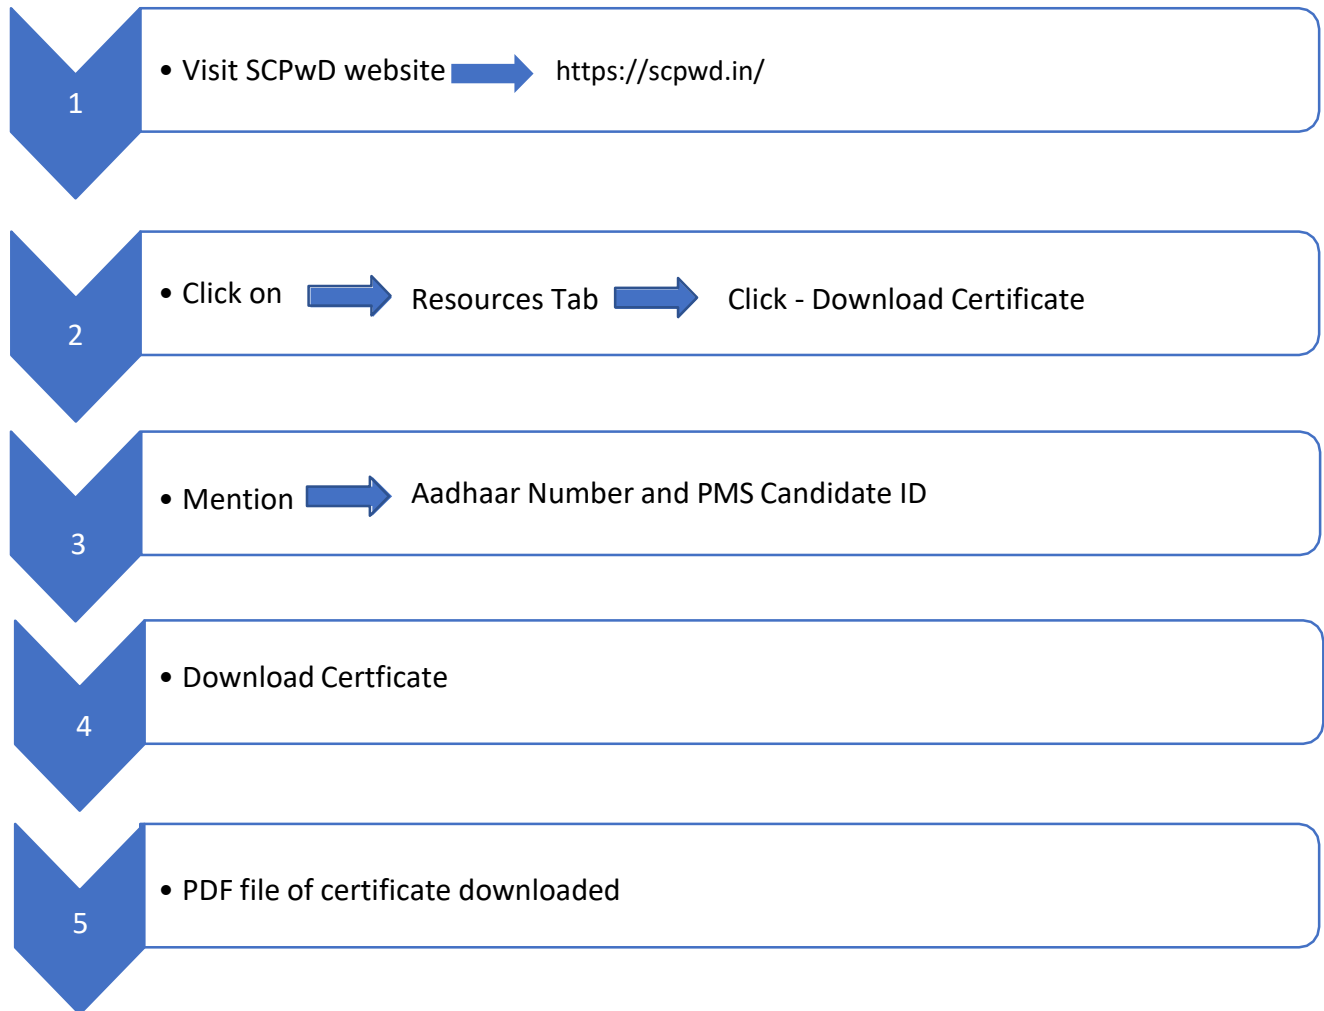 1
• Visit SCPwD website https://scpwd.in/
2
• Click on Resources Tab Click - Download Certificate
3
• Mention Aadhaar Number and PMS Candidate ID
4
• Download Certficate
5
• PDF file of certificate downloaded